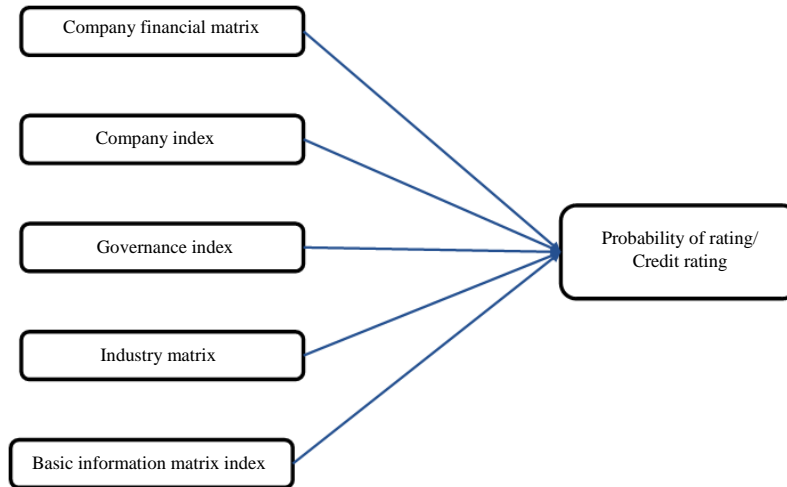 Company financial matrix
Company index
Governance index
Industry matrix
Basic information matrix index
Probability of rating/
Credit rating